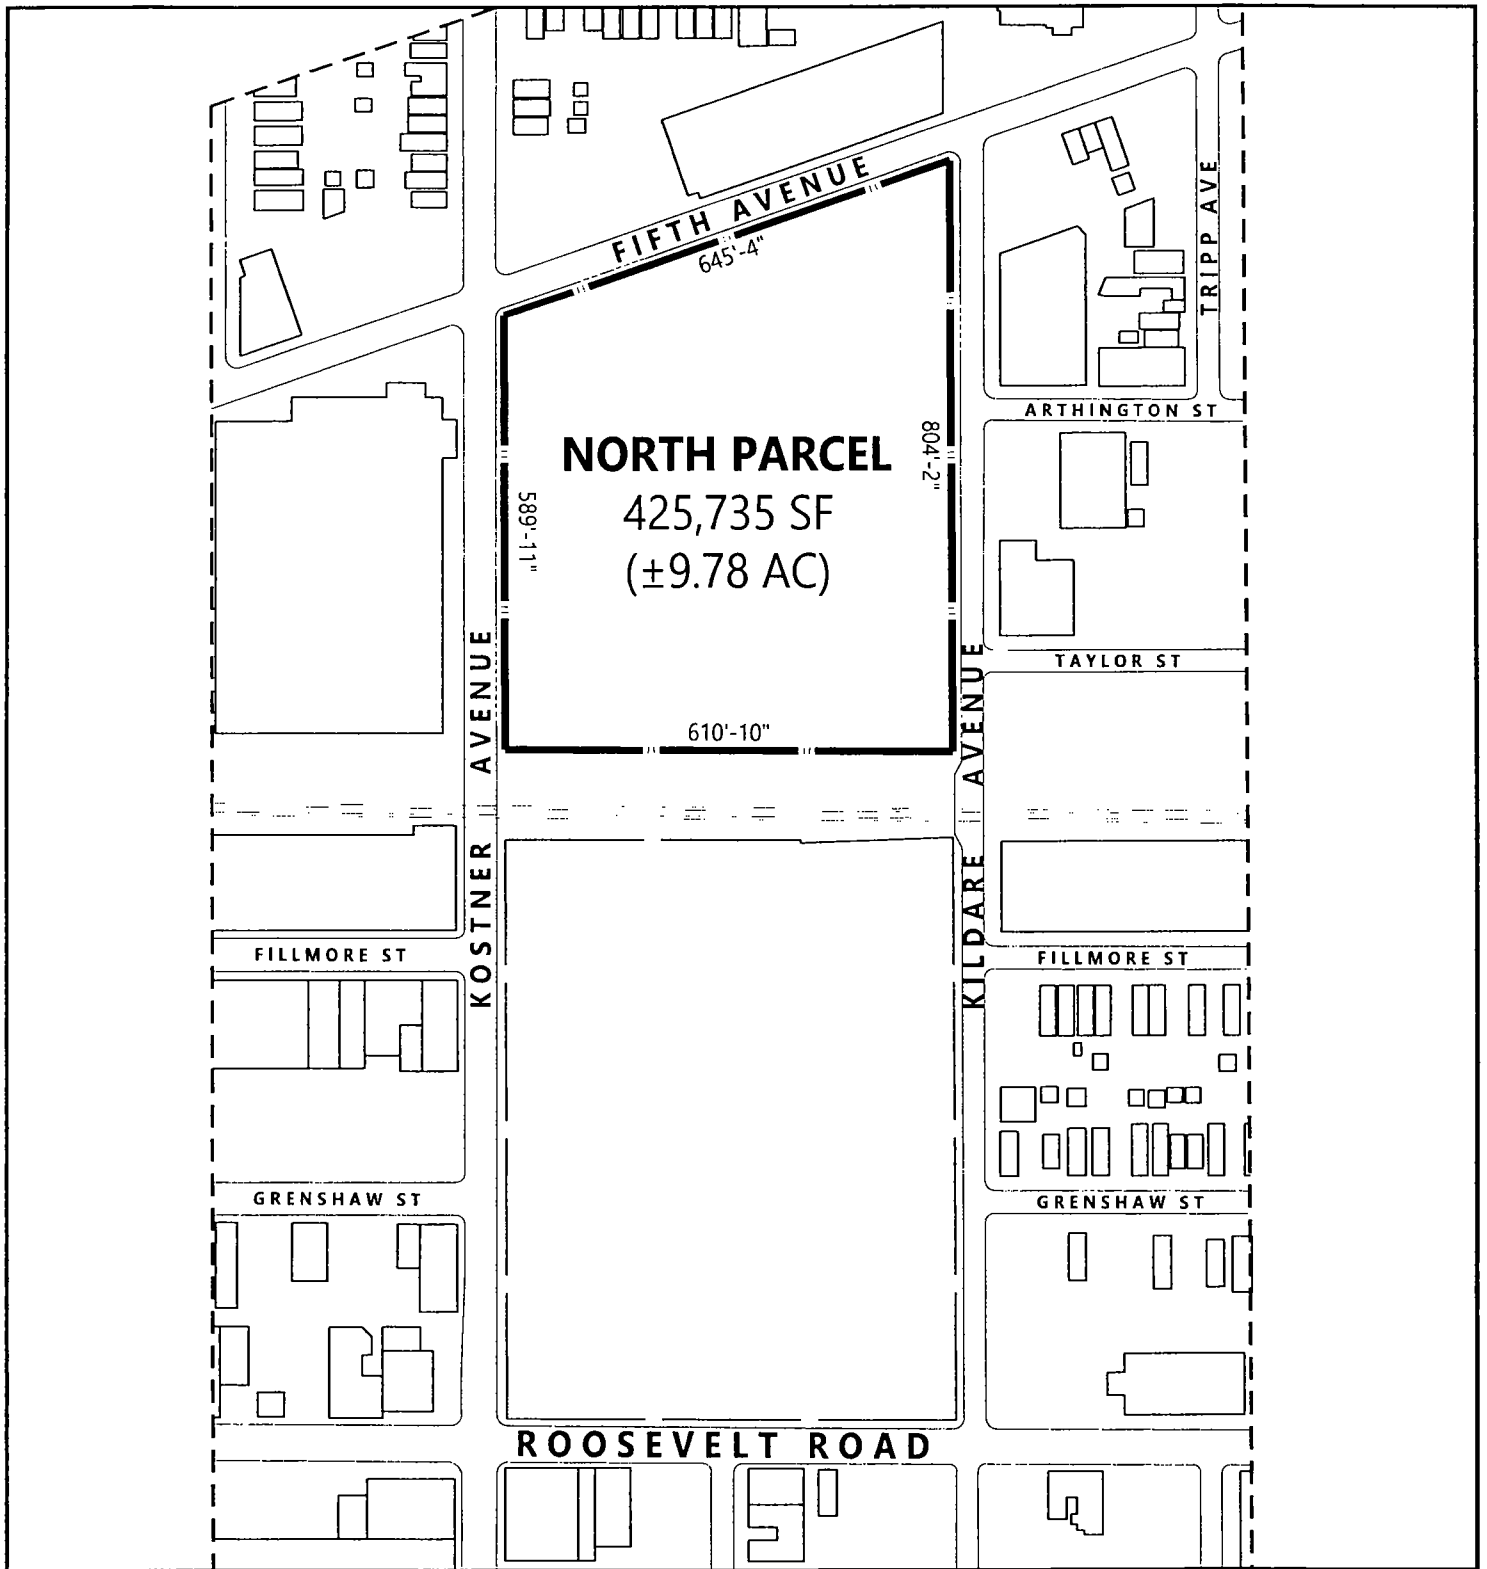 FIFTH AVENUE
645'-4"
TRIPP AVE
ARTHINGTON ST
NORTH PARCEL
425,735 SF
(±9.78 AC)
589'-11"
804'-2"
610'-10"
KOSTNER AVENUE
KILDARE AVENUE
TAYLOR ST
FILLMORE ST
FILLMORE ST
GRENSHAW ST
GRENSHAW ST
ROOSEVELT ROAD